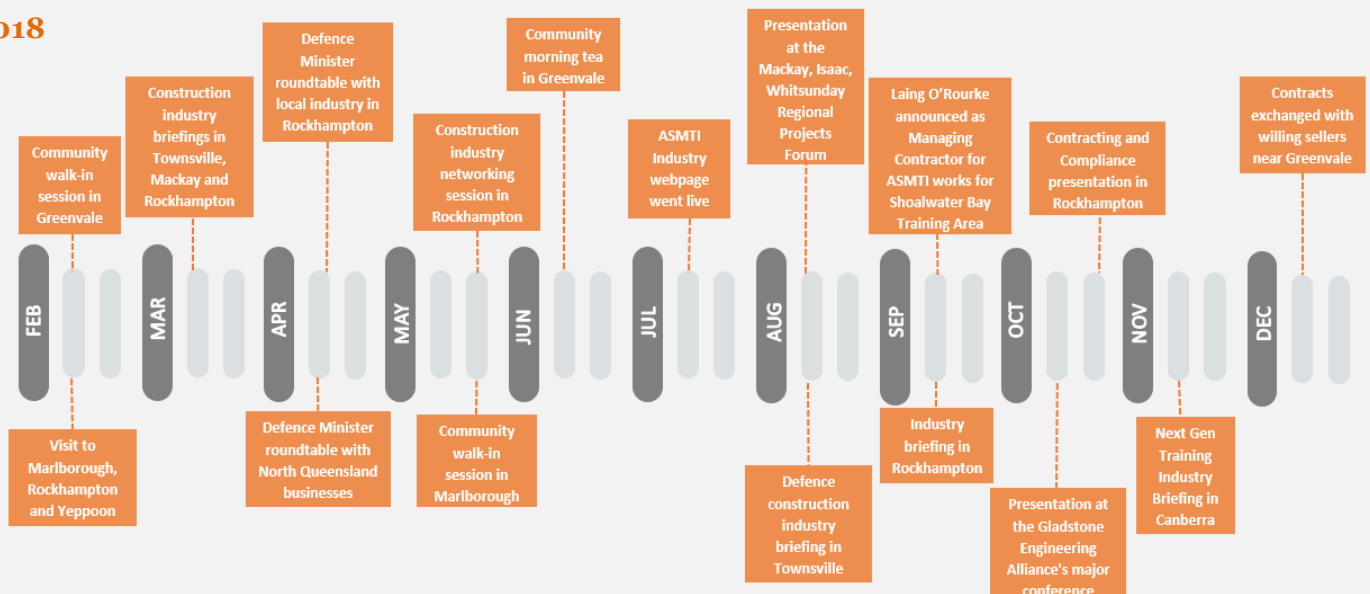 018
Community
walk-in
session in
Greenvale
Construction
industry
briefings in
Townsville,
Mackay and
Rockhampton
Defence
Minister
roundtable with
local industry in
Rockhampton
Construction
industry
networking
session in
Rockhampton
Community
morning tea
in Greenvale
ASMTI
Industry
webpage
went live
Presentation
at the
Mackay, Isaac,
Whitsunday
Regional
Projects
Forum
Laing O'Rourke
announced as
Managing
Contractor for
ASMTI works for
Shoalwater Bay
Training Area
Contracting and
Compliance
presentation in
Rockhampton
Contracts
exchanged with
willing sellers
near Greenvale
FEB
MAR
APR
MAY
JUN
JUL
AUG
SEP
OCT
NOV
DEC
Visit to
Marlborough,
Rockhampton
and Yeppoon
Defence Minister
roundtable with
North Queensland
businesses
Community
walk-in
session in
Marlborough
Defence
construction
industry
briefing in
Townsville
Industry
briefing in
Rockhampton
Presentation at
the Gladstone
Engineering
Alliance's major
conference
Next Gen
Training
Industry
Briefing in
Canberra